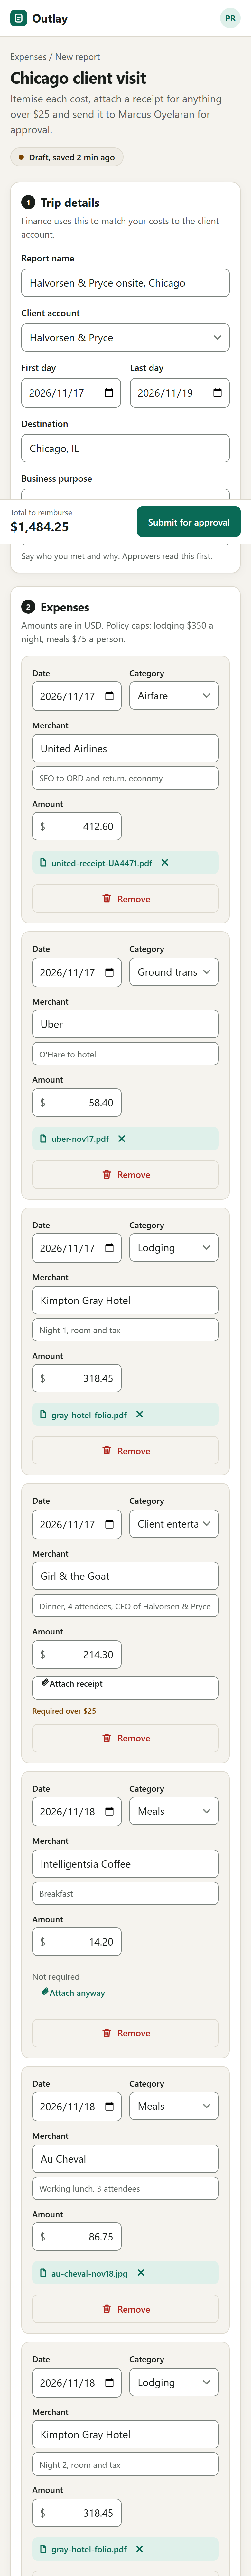 Outlay
PR
Expenses / New report
Chicago client visit
Itemise each cost, attach a receipt for anything
over $25 and send it to Marcus Oyelaran for
approval.
Draft, saved 2 min ago
1 Trip details
Finance uses this to match your costs to the client
account.
Report name
Halvorsen & Pryce onsite, Chicago
Client account
Halvorsen & Pryce
First day
Last day
2026/11/17
2026/11/19
Destination
Chicago, IL
Business purpose
Total to reimburse
$1,484.25
Submit for approval
Say who you met and why. Approvers read this first.
2 Expenses
Amounts are in USD. Policy caps: lodging $350 a
night, meals $75 a person.
Date
Category
2026/11/17
Airfare
Merchant
United Airlines
SFO to ORD and return, economy
Amount
$ 412.60
united-receipt-UA4471.pdf
Remove
Date
Category
2026/11/17
Ground trans
Merchant
Uber
O'Hare to hotel
Amount
$ 58.40
uber-nov17.pdf
Remove
Date
Category
2026/11/17
Lodging
Merchant
Kimpton Gray Hotel
Night 1, room and tax
Amount
$ 318.45
gray-hotel-folio.pdf
Remove
Date
Category
2026/11/17
Client enterta
Merchant
Girl & the Goat
Dinner, 4 attendees, CFO of Halvorsen & Pryce
Amount
$ 214.30
Attach receipt
Required over $25
Remove
Date
Category
2026/11/18
Meals
Merchant
Intelligentsia Coffee
Breakfast
Amount
$ 14.20
Not required
Attach anyway
Remove
Date
Category
2026/11/18
Meals
Merchant
Au Cheval
Working lunch, 3 attendees
Amount
$ 86.75
au-cheval-nov18.jpg
Remove
Date
Category
2026/11/18
Lodging
Merchant
Kimpton Gray Hotel
Night 2, room and tax
Amount
$ 318.45
gray-hotel-folio.pdf